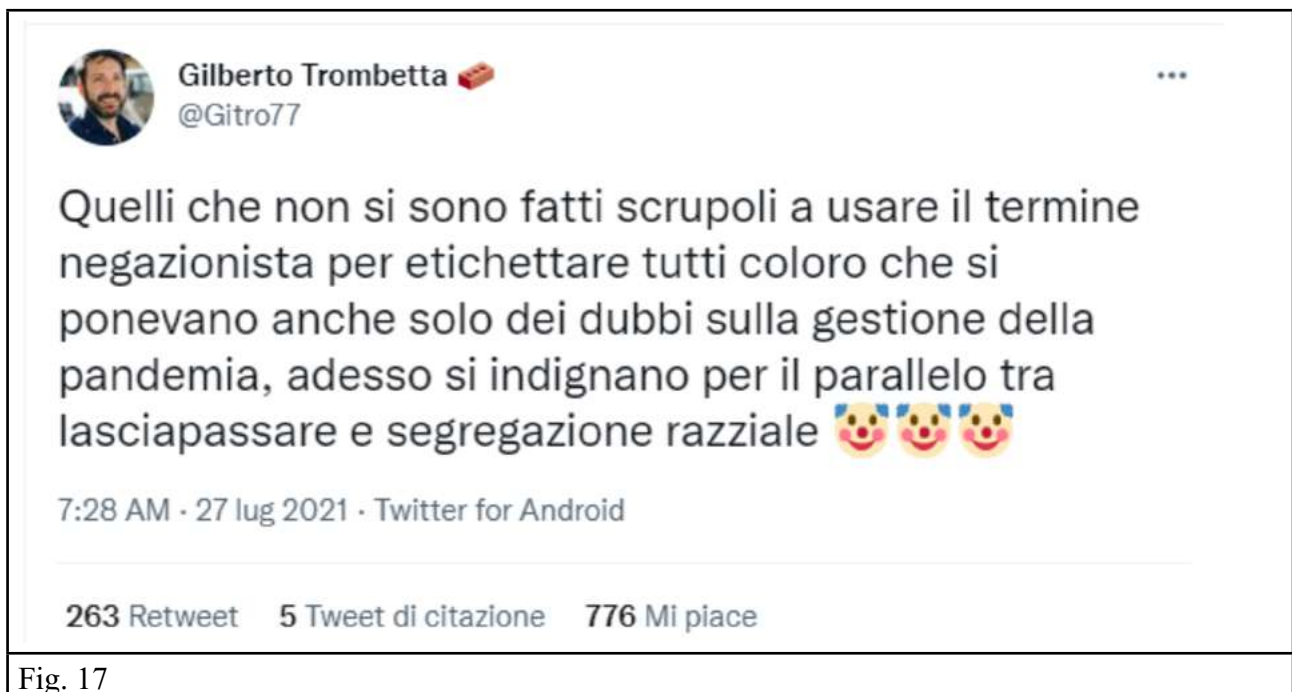 Gilberto Trombetta 🧱
@Gitro77
Quelli che non si sono fatti scrupoli a usare il termine
negazionista per etichettare tutti coloro che si
ponevano anche solo dei dubbi sulla gestione della
pandemia, adesso si indignano per il parallelo tra
lasciapassare e segregazione razziale 🤡🤡🤡
7:28 AM · 27 lug 2021 · Twitter for Android
263 Retweet 5 Tweet di citazione 776 Mi piace
Fig. 17